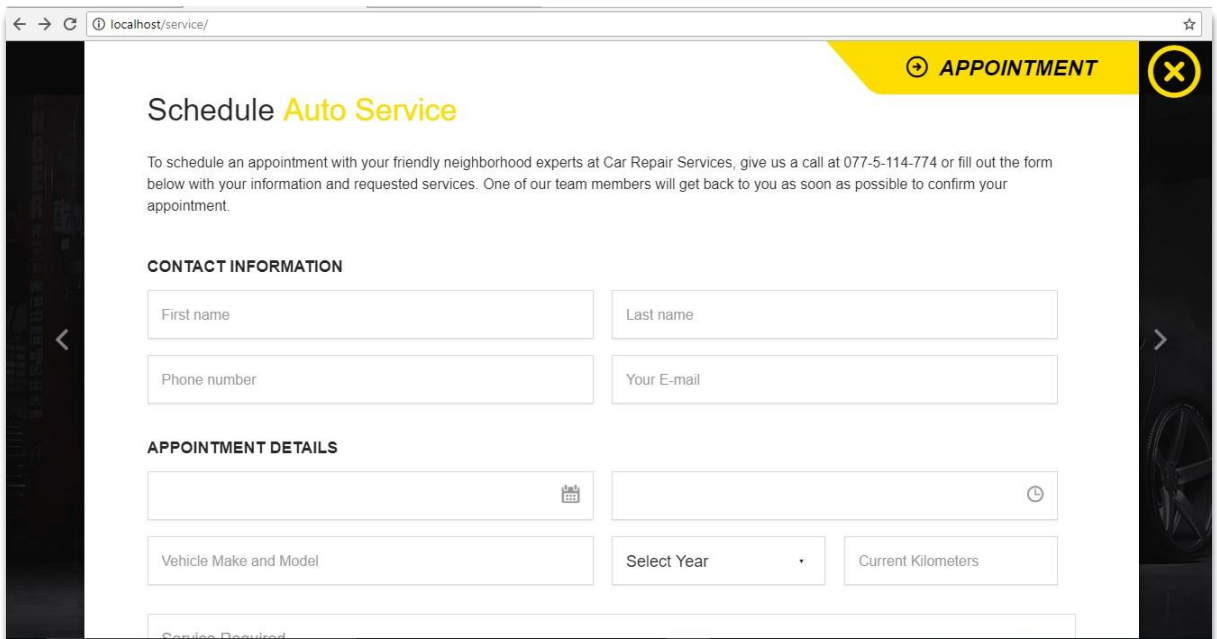 localhost/service/
APPOINTMENT
Schedule Auto Service
To schedule an appointment with your friendly neighborhood experts at Car Repair Services, give us a call at 077-5-114-774 or fill out the form
below with your information and requested services. One of our team members will get back to you as soon as possible to confirm your
appointment.
CONTACT INFORMATION
First name
Last name
Phone number
Your E-mail
APPOINTMENT DETAILS
Vehicle Make and Model
Select Year
Current Kilometers
Service Required